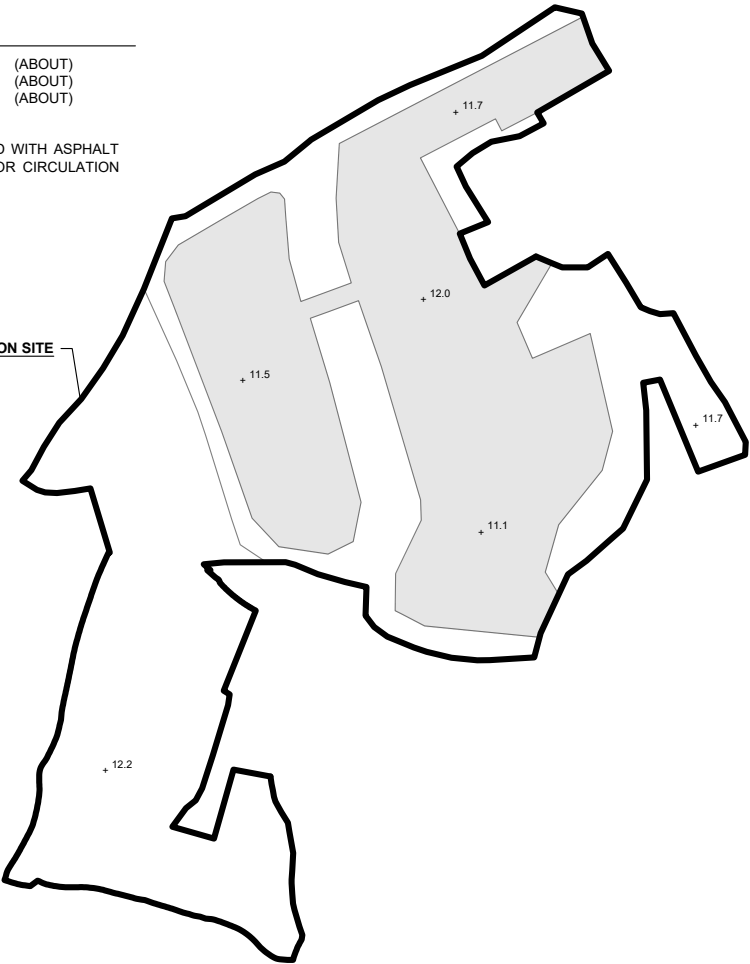 (ABOUT)
(ABOUT)
(ABOUT)
WITH ASPHALT
OR CIRCULATION
ON SITE
11.7
12.0
11.5
11.7
11.1
12.2